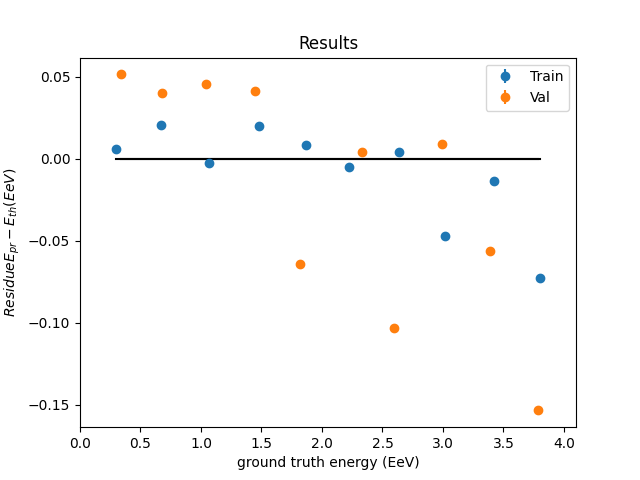 Results
Train
Val
0.05
0.00
−0.05
−0.10
−0.15
ResidueE_{pr} − E_{th}(EeV)
0.0 0.5 1.0 1.5 2.0 2.5 3.0 3.5 4.0
ground truth energy (EeV)